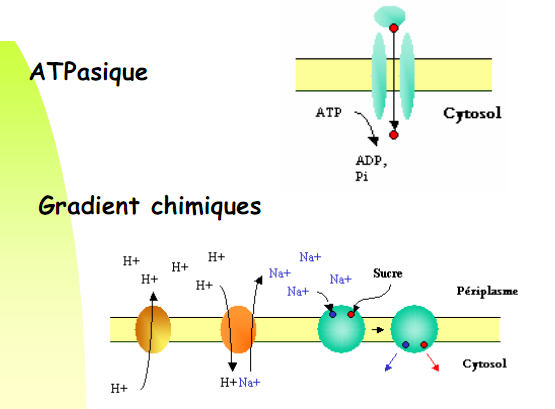 ATPasique
ATP
Cytosol
ADP,
Pi
Gradient chimiques
H+
H+
H+
H+
H+
Na+
Na+
Na+
Na+
Sucre
Périplasme
H+
H+
Na+
Cytosol